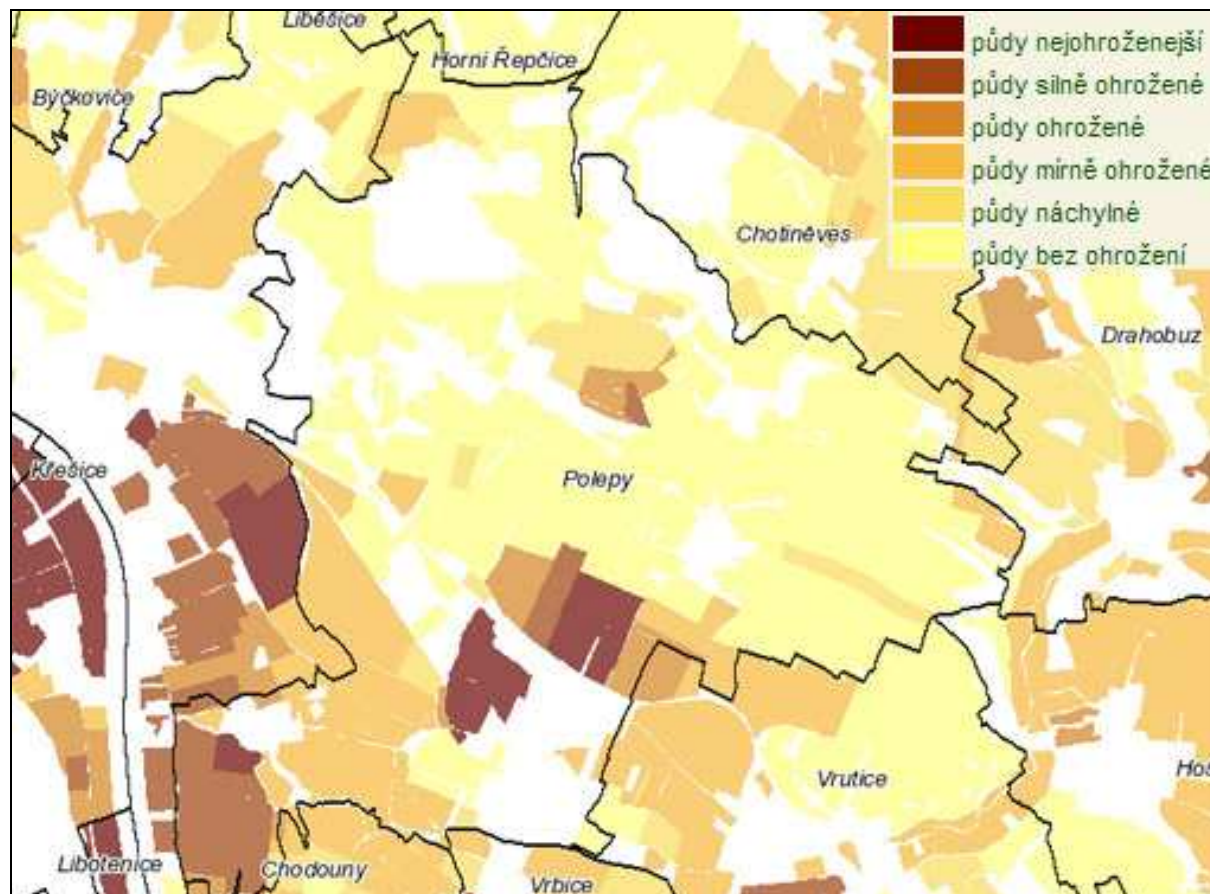 Liběšice
Horní Řepčice
Býčkovice
půdy nejohroženejší
půdy silně ohrožené
půdy ohrožené
půdy mírně ohrožené
půdy náchylné
půdy bez ohrožení
Chotiněves
Drahobuz
Křešice
Polepy
Vrutice
Hoš
Libotenice
Chodouny
Vrbice